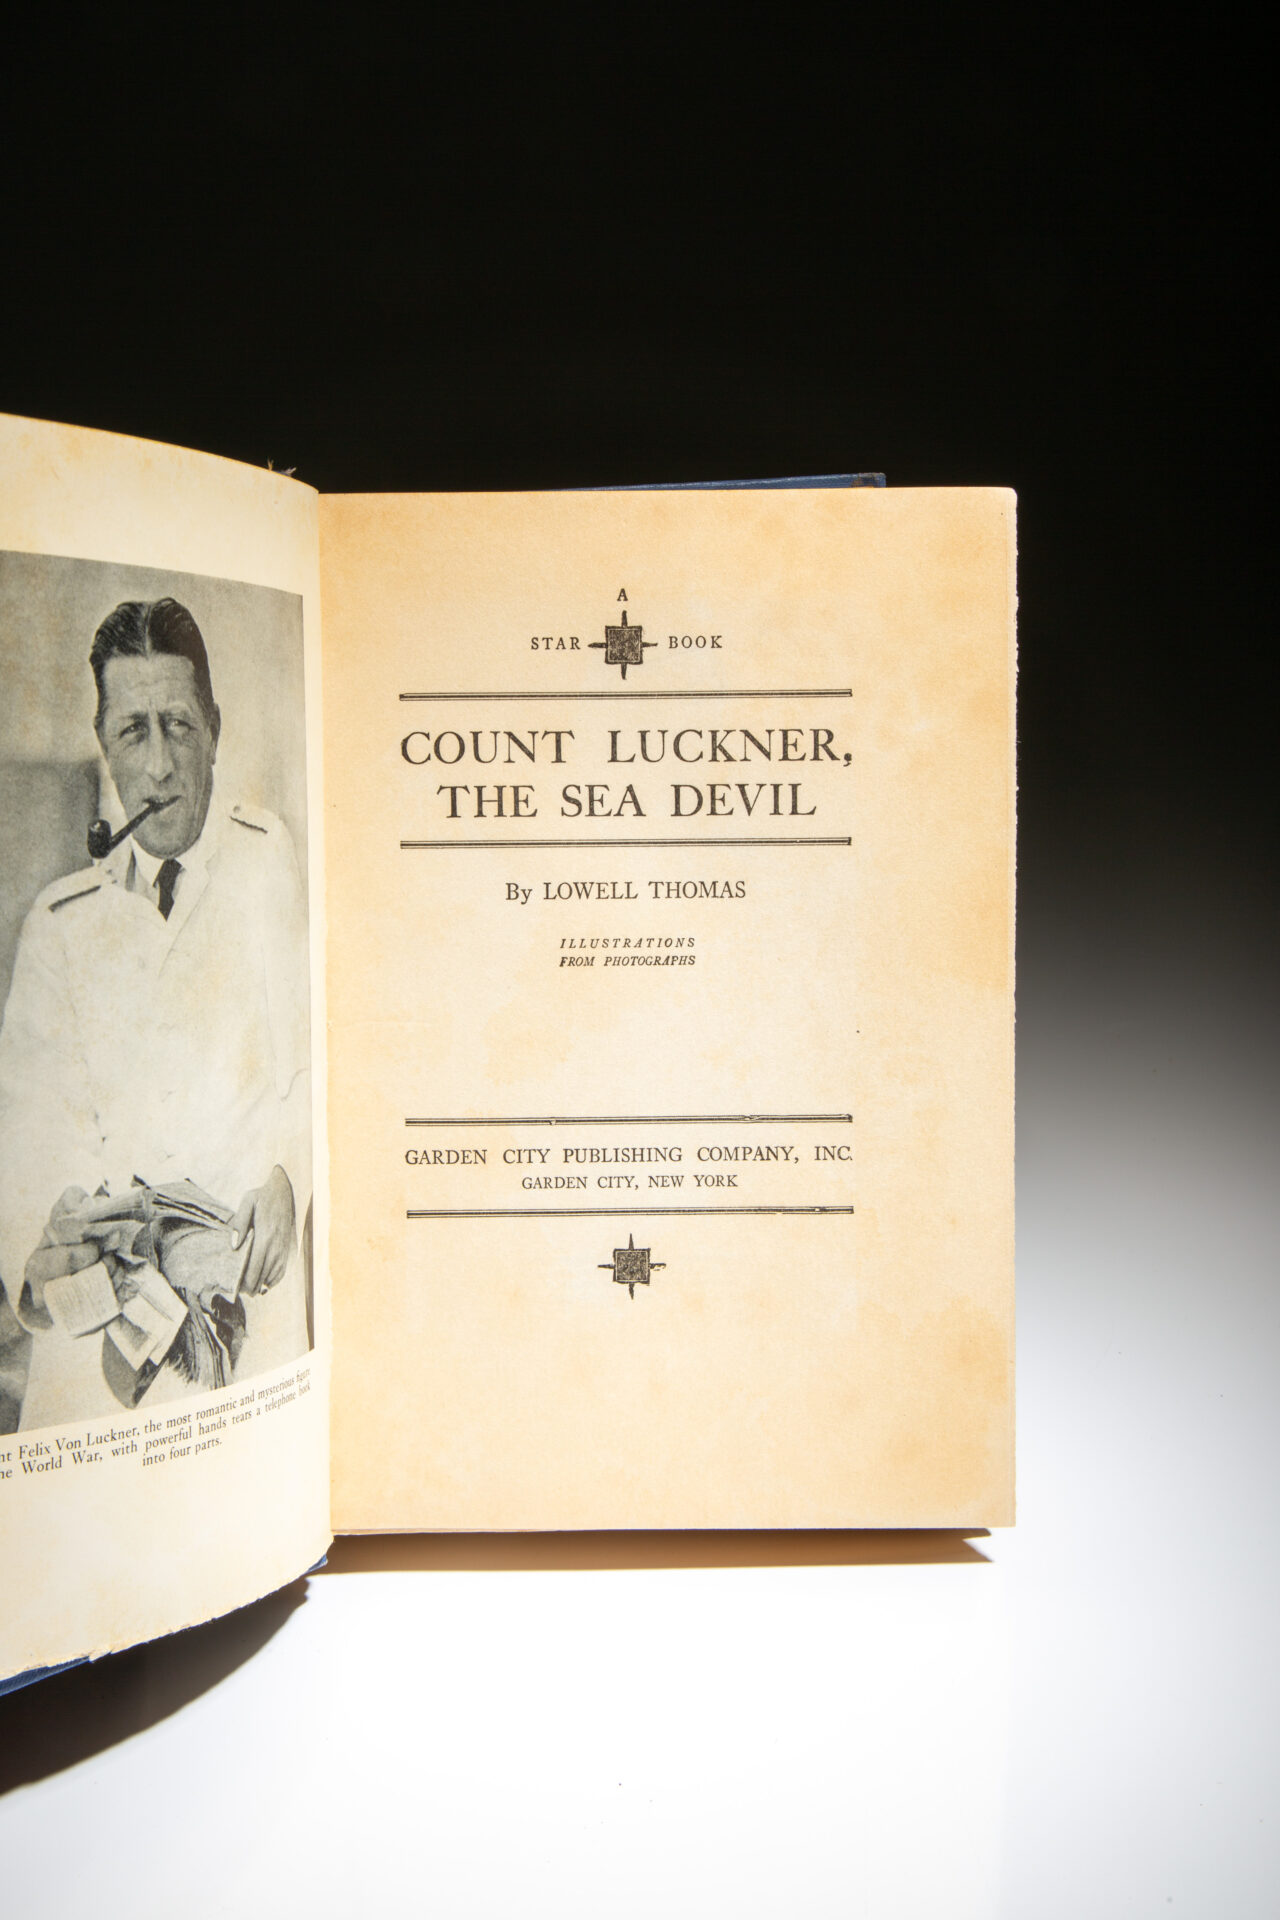 nt Felix Von Luckner, the most romantic and mysterious figure
he World War, with powerful hands tears a telephone book
into four parts.
A
STAR BOOK
COUNT LUCKNER,
THE SEA DEVIL
By LOWELL THOMAS
ILLUSTRATIONS
FROM PHOTOGRAPHS
GARDEN CITY PUBLISHING COMPANY, INC.
GARDEN CITY, NEW YORK